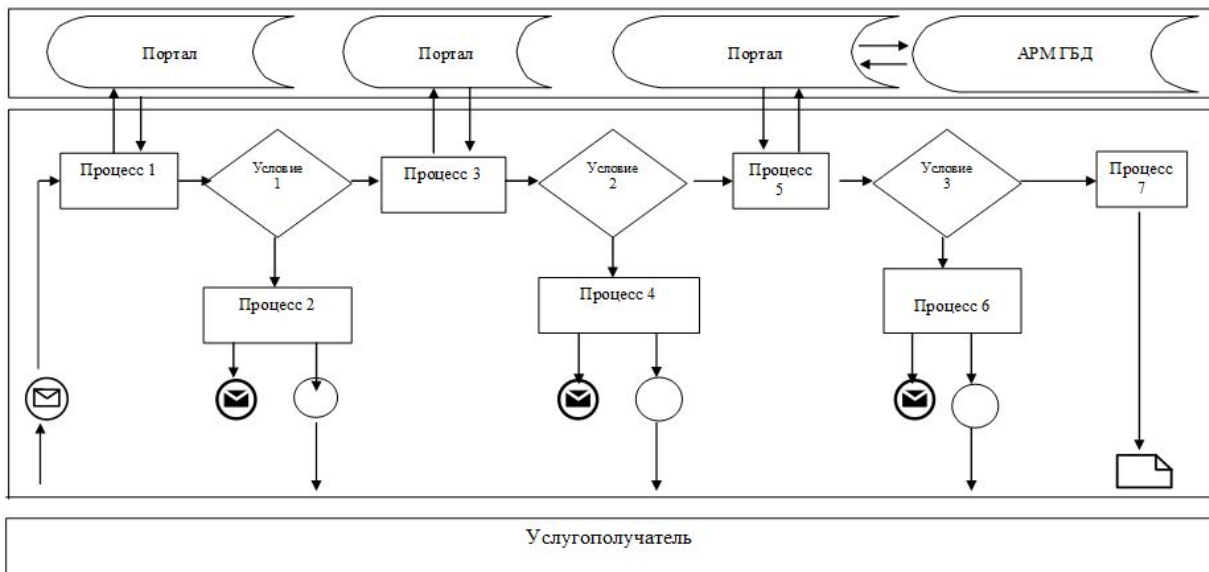 Портал
Портал
Портал
АРМ ГБД
Процесс 1
Условие
1
Процесс 3
Условие
2
Процесс
5
Условие
3
Процесс
7
Процесс 2
Процесс 4
Процесс 6
Услугополучатель